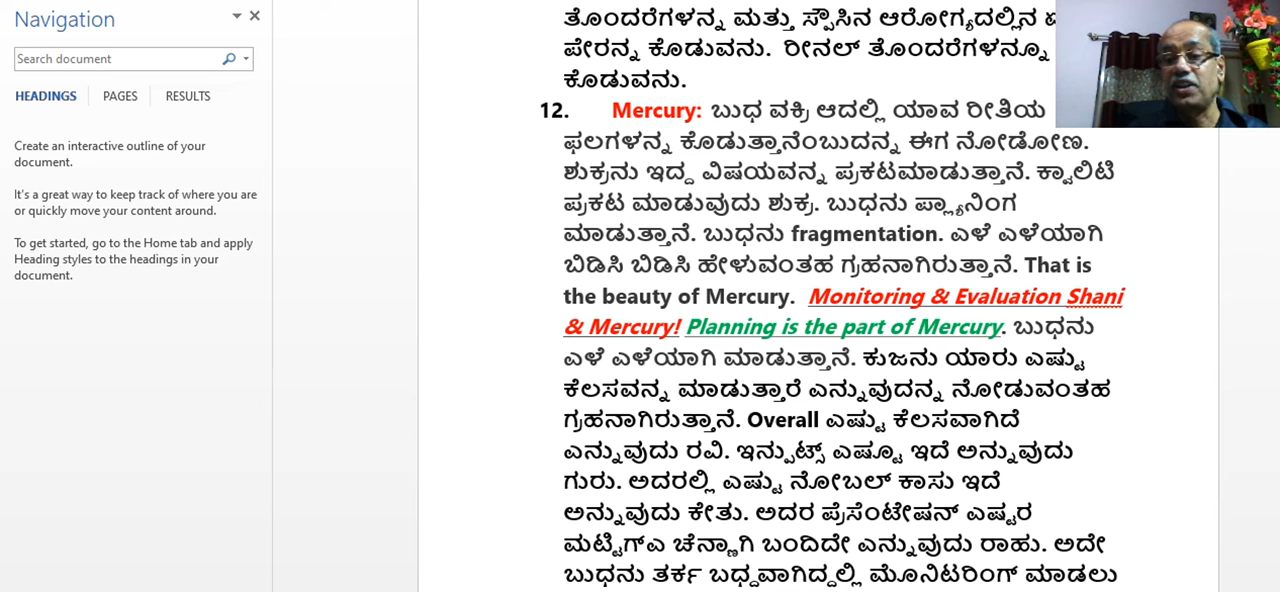 Navigation
Search document
HEADINGS PAGES RESULTS
Create an interactive outline of your
document.
It's a great way to keep track of where you are
or quickly move your content around.
To get started, go to the Home tab and apply
Heading styles to the headings in your
document.
ತೊಂದರೆಗಳನ್ನ ಮತ್ತು ಸ್ಪೌಸಿನ ಆರೋಗ್ಯದಲ್ಲಿನ
ಪೇರನ್ನ ಕೊಡುವನು. ರೀನಲ್ ತೊಂದರೆಗಳನ್ನೂ
ಕೊಡುವನು.
12. Mercury: ಬುಧ ವಕ್ರಿ ಆದಲ್ಲಿ ಯಾವ ರೀತಿಯ
ಫಲಗಳನ್ನ ಕೊಡುತ್ತಾನೆಂಬುದನ್ನ ಈಗ ನೋಡೋಣ.
ಶುಕ್ರನು ಇದ್ದ ವಿಷಯವನ್ನ ಪ್ರಕಟಮಾಡುತ್ತಾನೆ. ಕ್ವಾಲಿಟಿ
ಪ್ರಕಟ ಮಾಡುವುದು ಶುಕ್ರ. ಬುಧನು ಪ್ಲ್ಯಾನಿಂಗ
ಮಾಡುತ್ತಾನೆ. ಬುಧನು fragmentation. ಎಳೆ ಎಳೆಯಾಗಿ
ಬಿಡಿಸಿ ಬಿಡಿಸಿ ಹೇಳುವಂತಹ ಗ್ರಹನಾಗಿರುತ್ತಾನೆ. That is
the beauty of Mercury. Monitoring & Evaluation Shani
& Mercury! Planning is the part of Mercury. ಬುಧನು
ಎಳೆ ಎಳೆಯಾಗಿ ಮಾಡುತ್ತಾನೆ. ಕುಜನು ಯಾರು ಎಷ್ಟು
ಕೆಲಸವನ್ನ ಮಾಡುತ್ತಾರೆ ಎನ್ನುವುದನ್ನ ನೋಡುವಂತಹ
ಗ್ರಹನಾಗಿರುತ್ತಾನೆ. Overall ಎಷ್ಟು ಕೆಲಸವಾಗಿದೆ
ಎನ್ನುವುದು ರವಿ. ಇನ್ಪುಟ್ಸ್ ಎಷ್ಟೂ ಇದೆ ಅನ್ನುವುದು
ಗುರು. ಅದರಲ್ಲಿ ಎಷ್ಟು ನೋಬಲ್ ಕಾಸು ಇದೆ
ಅನ್ನುವುದು ಕೇತು. ಅದರ ಪ್ರೆಸೆಂಟೇಷನ್ ಎಷ್ಟರ
ಮಟ್ಟಿಗ್ಎ ಚೆನ್ಣಾಗಿ ಬಂದಿದೇ ಎನ್ನುವುದು ರಾಹು. ಅದೇ
ಬುಧನು ತರ್ಕ ಬದ್ಧವಾಗಿದ್ದಲ್ಲಿ ಮೊನಿಟರಿಂಗ್ ಮಾಡಲು